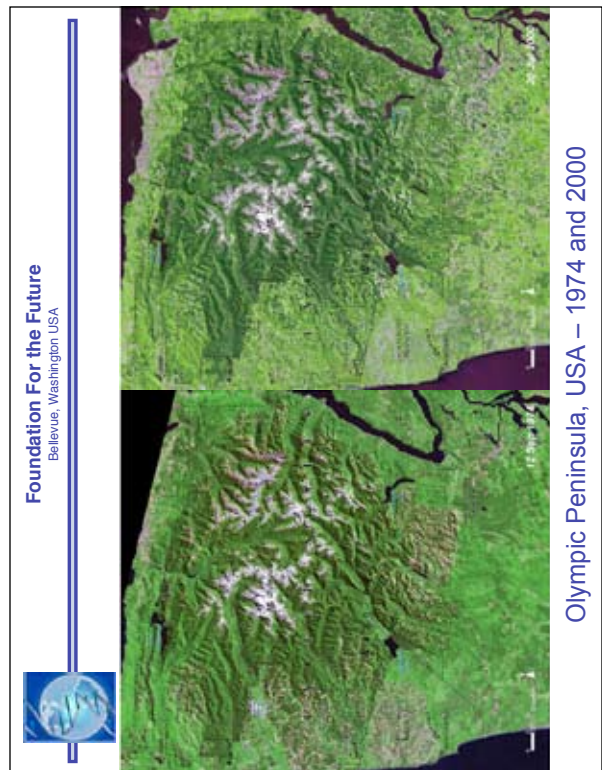 Foundation For the Future
Bellevue, Washington USA
Olympic Peninsula, USA – 1974 and 2000